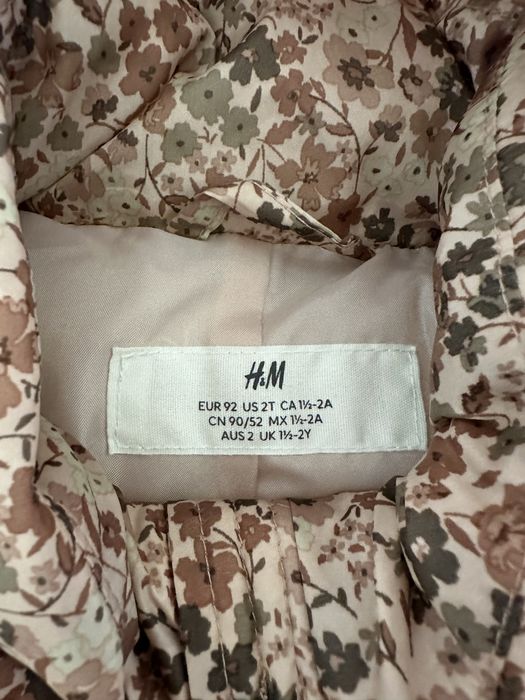 H&M
EUR 92 US 2T CA 1½-2A
CN 90/52 MX 1½-2A
AUS 2 UK 1½-2Y